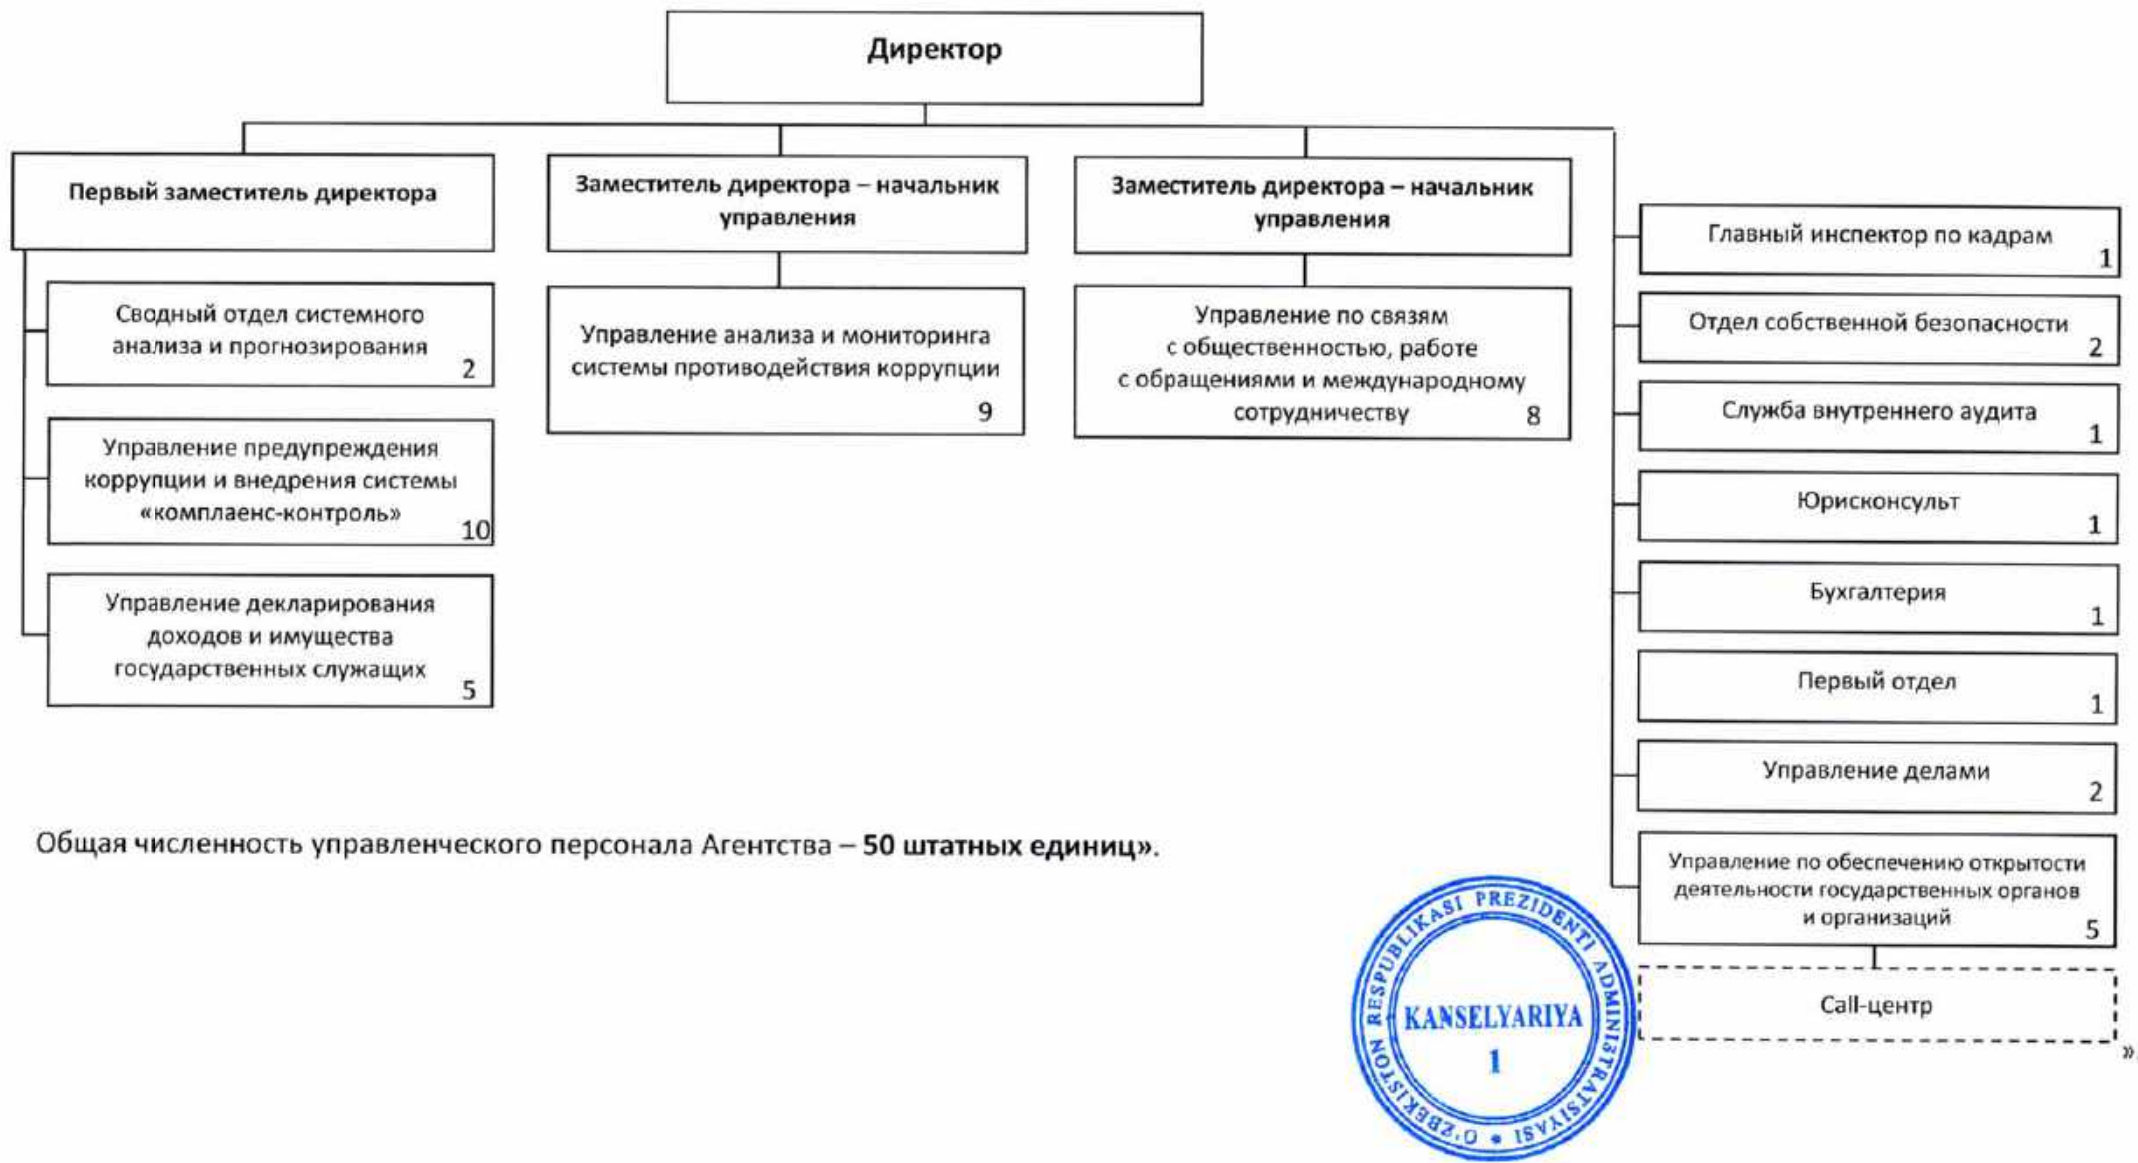 Директор
Первый заместитель директора
Сводный отдел системного
анализа и прогнозирования
2
Управление предупреждения
коррупции и внедрения системы
«комплаенс-контроль»
10
Управление декларирования
доходов и имущества
государственных служащих
5
Заместитель директора – начальник
управления
Управление анализа и мониторинга
системы противодействия коррупции
9
Заместитель директора – начальник
управления
Управление по связям
с общественностью, работе
с обращениями и международному
сотрудничеству
8
Главный инспектор по кадрам
1
Отдел собственной безопасности
2
Служба внутреннего аудита
1
Юрисконсульт
1
Бухгалтерия
1
Первый отдел
1
Управление делами
2
Управление по обеспечению открытости
деятельности государственных органов
и организаций
5
Call-центр
»
Общая численность управленческого персонала Агентства – 50 штатных единиц».
O'ZBEKISTON RESPUBLIKASI PREZIDENTI ADMINISTRATSIYASI
KANSELYARIYA
1